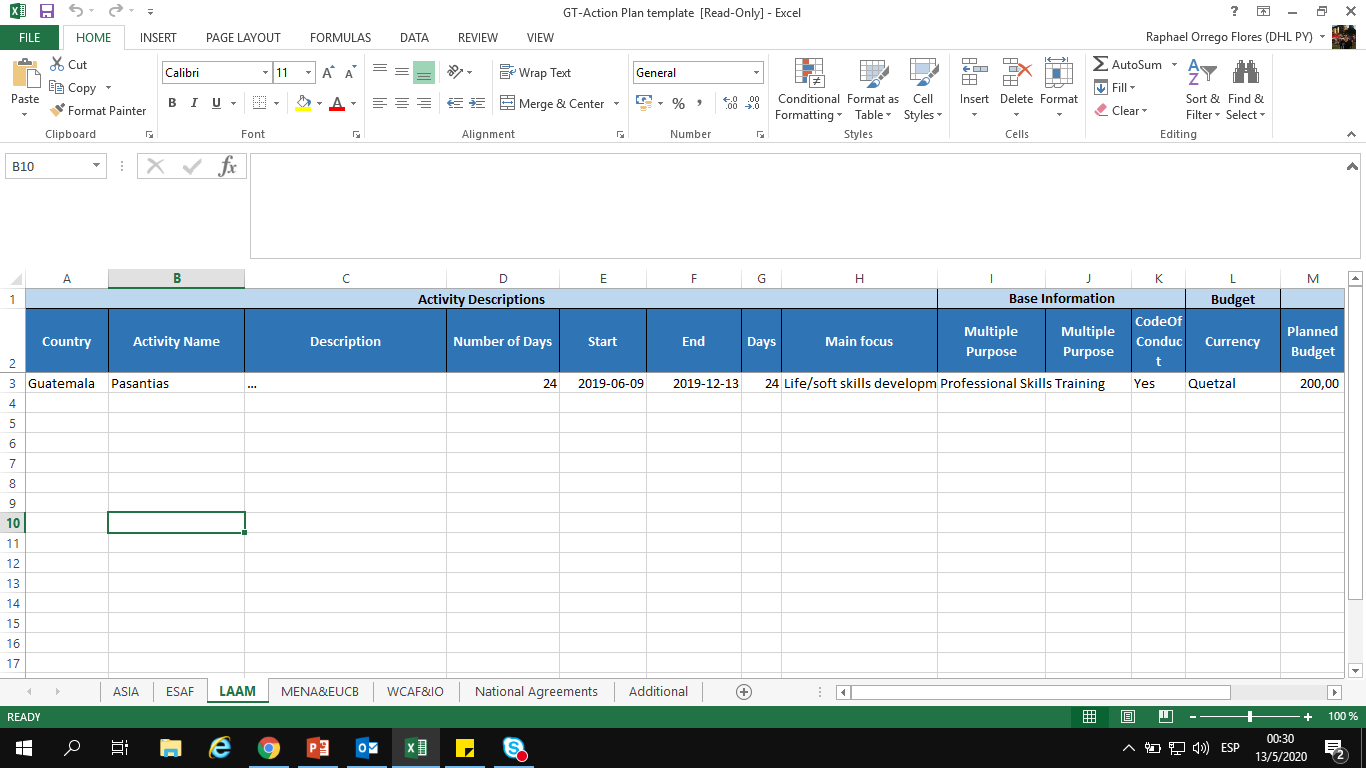 GT-Action Plan template [Read-Only] - Excel
FILE HOME INSERT PAGE LAYOUT FORMULAS DATA REVIEW VIEW Raphael Orrego Flores (DHL PY)
Paste
Cut
Copy
Format Painter
Clipboard
Calibri 11
B I U
Font
Wrap Text
Merge & Center
Alignment
General
%
Number
Conditional Formatting
Format as Table
Cell Styles
Styles
Insert Delete Format
Cells
AutoSum
Fill
Clear
Sort & Filter
Find & Select
Editing
B10
fx
A B C D E F G H I J K L M
1 Activity Descriptions Base Information Budget
2 Country Activity Name Description Number of Days Start End Days Main focus Multiple Purpose Multiple Purpose CodeOf Conduct Currency Planned Budget
3 Guatemala Pasantias ... 24 2019-06-09 2019-12-13 24 Life/soft skills developm Professional Skills Training Yes Quetzal 200,00
4
5
6
7
8
9
10
11
12
13
14
15
16
17
ASIA ESAF LAAM MENA&EUCB WCAF&IO National Agreements Additional
READY 100 %
ESP
00:30
13/5/2020
2